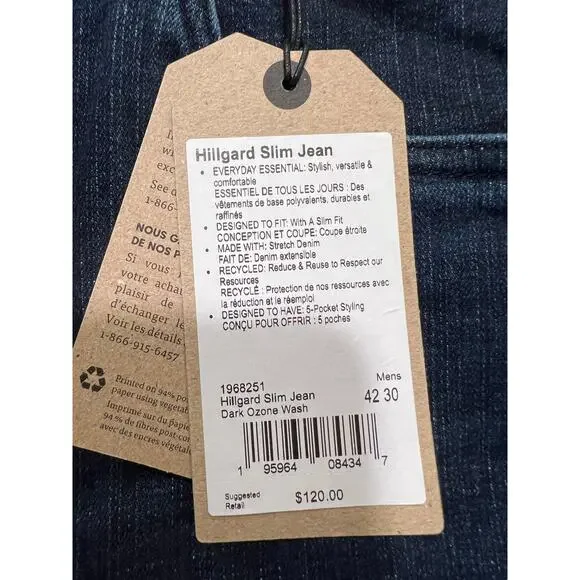 Hillgard Slim Jean
• EVERYDAY ESSENTIAL: Stylish, versatile &
comfortable
ESSENTIEL DE TOUS LES JOURS : Des
vêtements de base polyvalents, durables et
raffinés
• DESIGNED TO FIT: With A Slim Fit
CONCEPTION ET COUPE: Coupe étroite
• MADE WITH: Stretch Denim
FAIT DE: Denim extensible
• RECYCLED: Reduce & Reuse to Respect our
Resources
RECYCLÉ : Protection de nos ressources avec
la réduction et le réemploi
• DESIGNED TO HAVE: 5-Pocket Styling
CONÇU POUR OFFRIR : 5 poches
1968251 Mens
Hillgard Slim Jean 42 30
Dark Ozone Wash
1 95964 08434 7
Suggested
Retail $120.00
See d
1-866-
NOUS G
DE NOS P
Si vous
votre acha
plaisir de
d'échanger le
Voir les détails
1-866-915-6457
Printed on 94% po
paper using vegetab
Imprimé sur du papie
94 % de fibres post con
avec des encres végétale